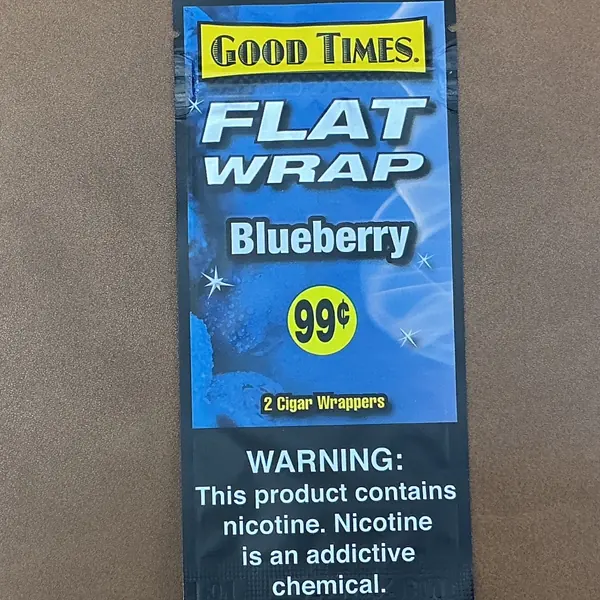 GOOD TIMES.
FLAT
WRAP
Blueberry
99¢
2 Cigar Wrappers
WARNING:
This product contains
nicotine. Nicotine
is an addictive
chemical.